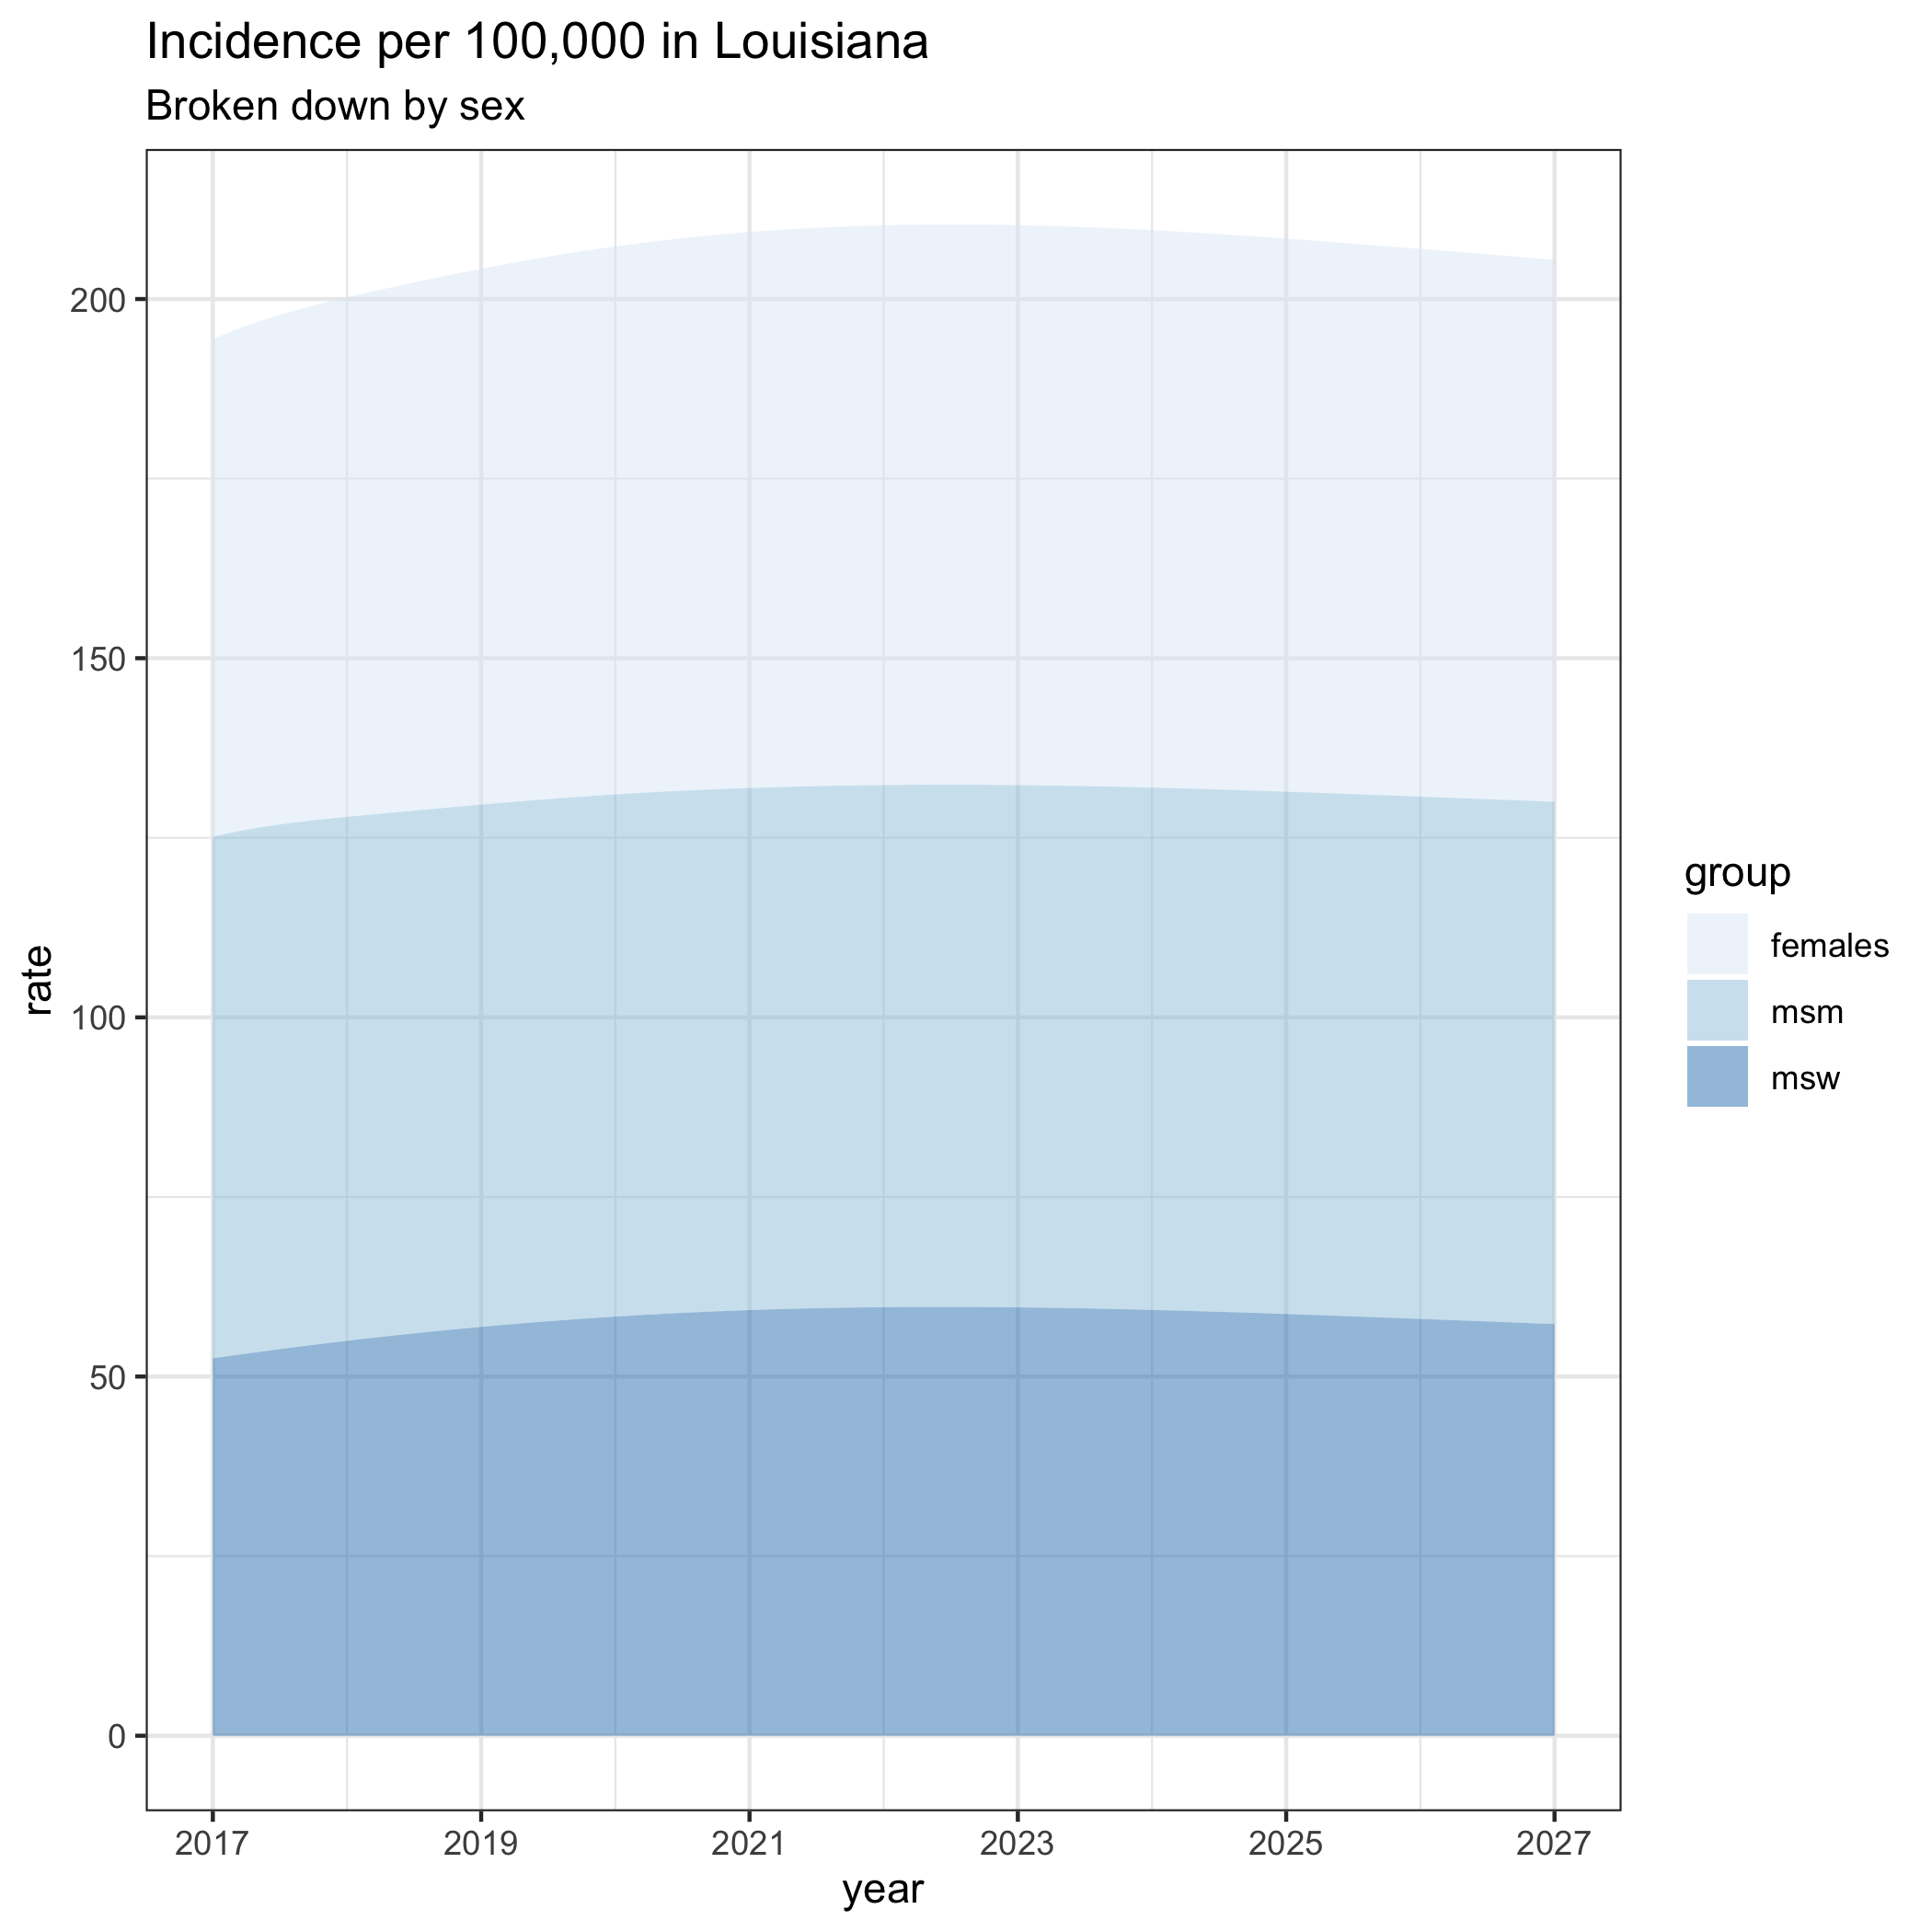 Incidence per 100,000 in Louisiana
Broken down by sex
200
150
100
50
0
rate
2017 2019 2021 2023 2025 2027
year
group
females
msm
msw